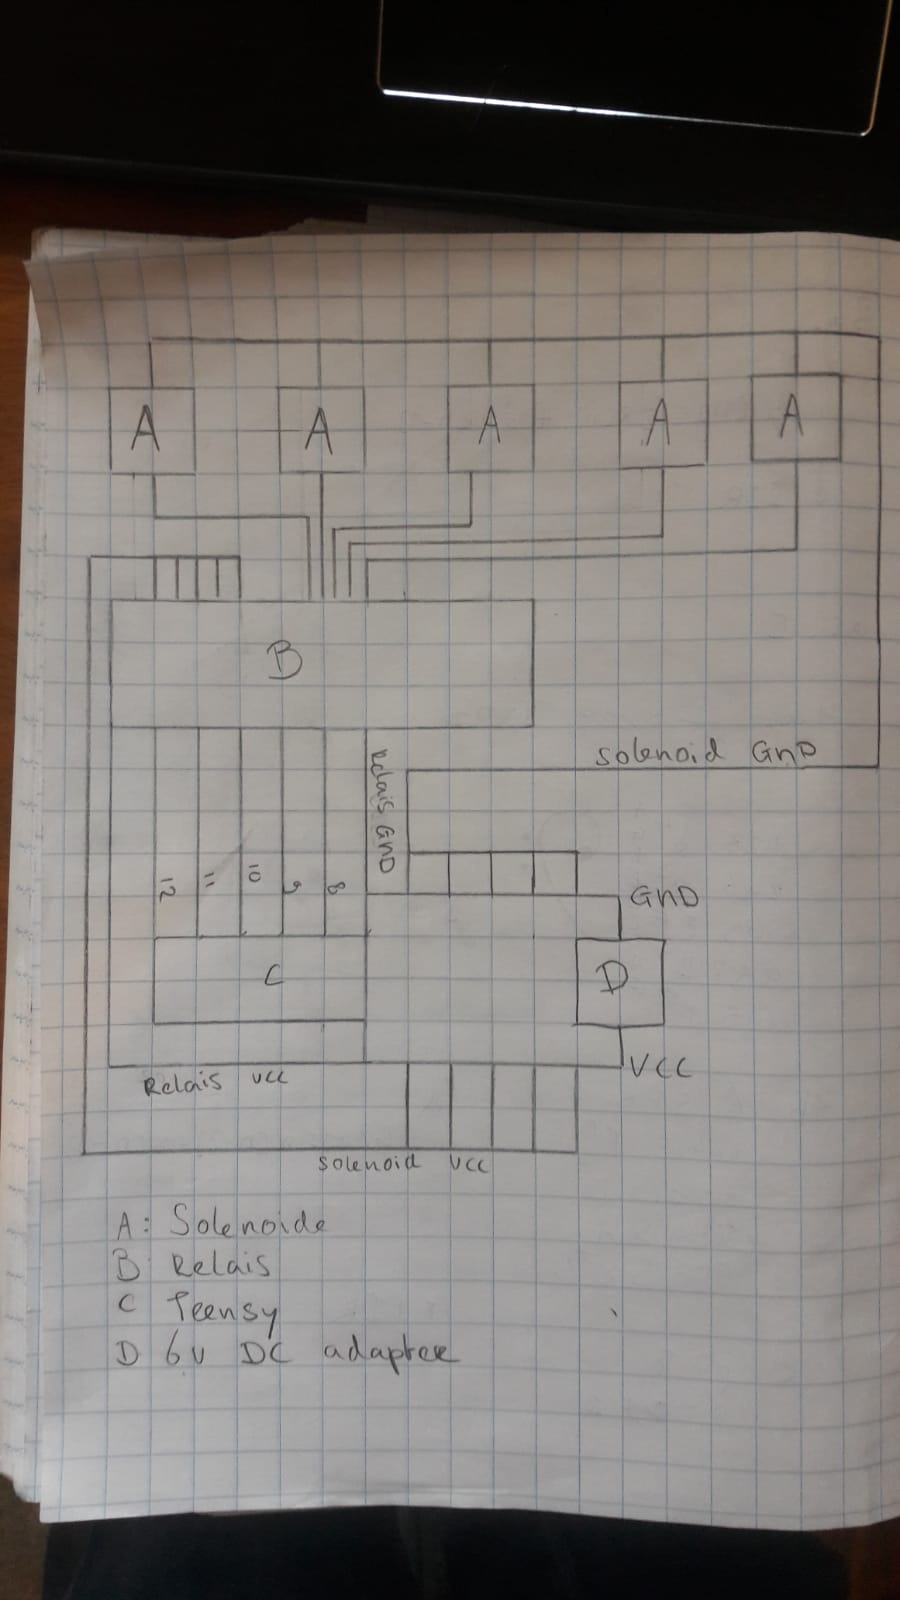 A A A A A
B
Solenoid GND
Relais GND
12 11 10 9 8
GND
C
D
VCC
Relais vcc
Solenoid vcc
A: Solenoide
B Relais
C Teensy
D 6v DC adapter